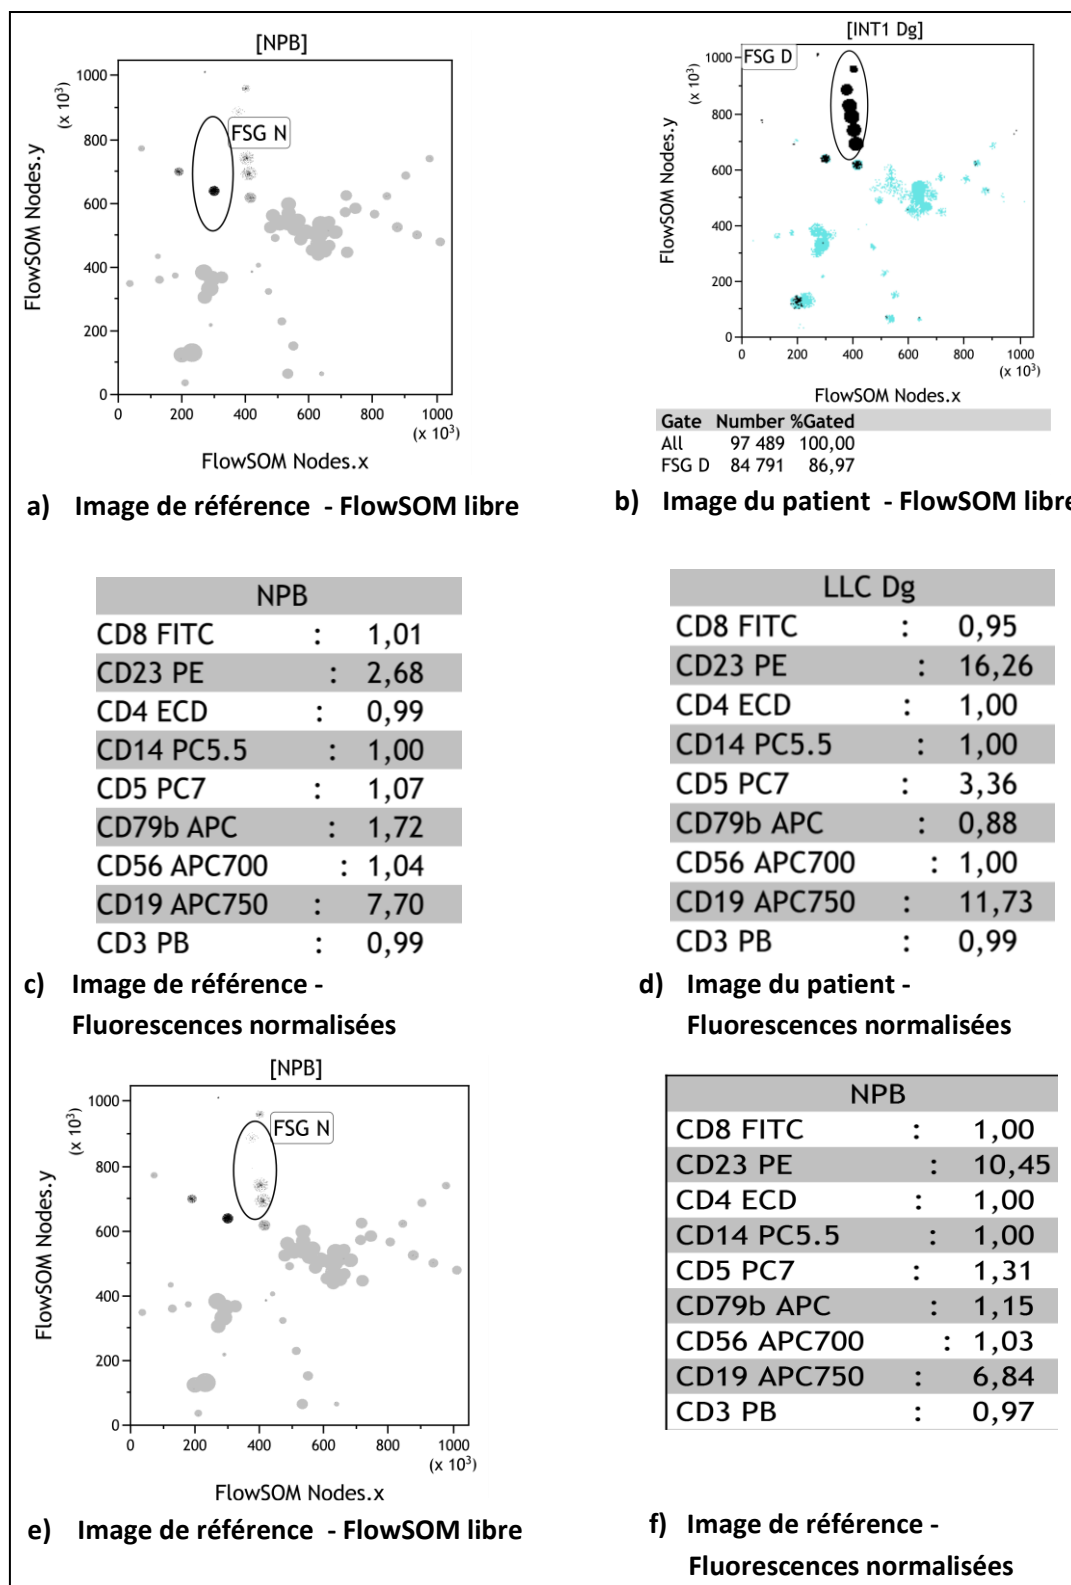 [NPB]
1000
(x 10³)
800
FSG N
600
400
200
0
FlowSOM Nodes.y
0 200 400 600 800 1000
(x 10³)
FlowSOM Nodes.x
a) Image de référence - FlowSOM libre
[INT1 Dg]
FSG D
1000
(x 10³)
800
600
400
200
0
FlowSOM Nodes.y
0 200 400 600 800 1000
(x 10³)
FlowSOM Nodes.x
Gate Number %Gated
All 97 489 100,00
FSG D 84 791 86,97
b) Image du patient - FlowSOM libre
NPB
CD8 FITC : 1,01
CD23 PE : 2,68
CD4 ECD : 0,99
CD14 PC5.5 : 1,00
CD5 PC7 : 1,07
CD79b APC : 1,72
CD56 APC700 : 1,04
CD19 APC750 : 7,70
CD3 PB : 0,99
c) Image de référence -
Fluorescences normalisées
LLC Dg
CD8 FITC : 0,95
CD23 PE : 16,26
CD4 ECD : 1,00
CD14 PC5.5 : 1,00
CD5 PC7 : 3,36
CD79b APC : 0,88
CD56 APC700 : 1,00
CD19 APC750 : 11,73
CD3 PB : 0,99
d) Image du patient -
Fluorescences normalisées
[NPB]
1000
(x 10³)
FSG N
800
600
400
200
0
FlowSOM Nodes.y
0 200 400 600 800 1000
(x 10³)
FlowSOM Nodes.x
e) Image de référence - FlowSOM libre
NPB
CD8 FITC : 1,00
CD23 PE : 10,45
CD4 ECD : 1,00
CD14 PC5.5 : 1,00
CD5 PC7 : 1,31
CD79b APC : 1,15
CD56 APC700 : 1,03
CD19 APC750 : 6,84
CD3 PB : 0,97
f) Image de référence -
Fluorescences normalisées